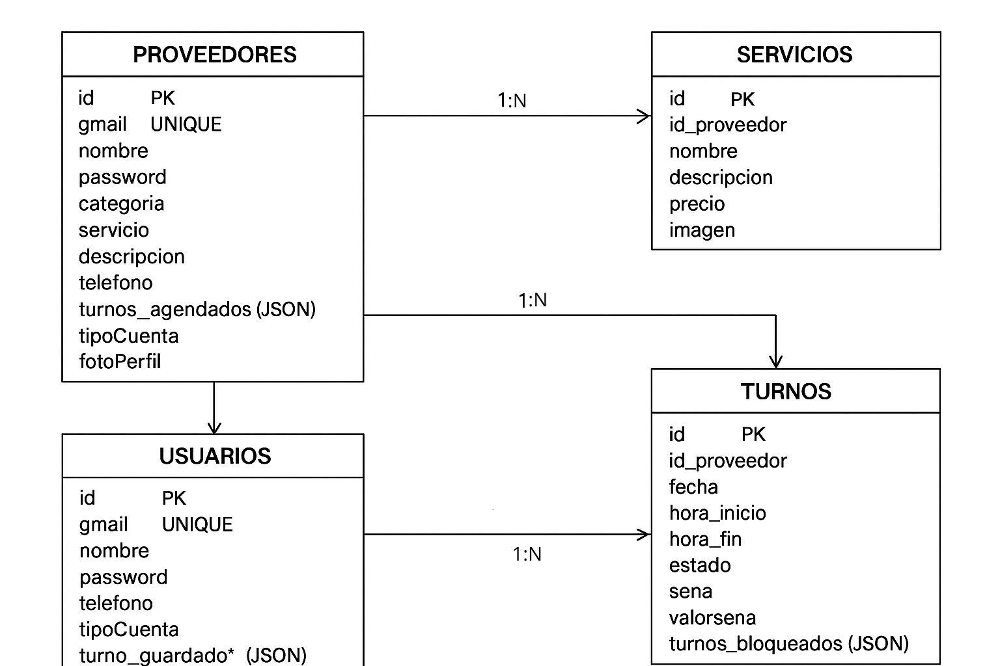 PROVEEDORES
id PK
gmail UNIQUE
nombre
password
categoria
servicio
descripcion
telefono
turnos_agendados (JSON)
tipoCuenta
fotoPerfil
1:N
SERVICIOS
id PK
id_proveedor
nombre
descripcion
precio
imagen
1:N
USUARIOS
id PK
gmail UNIQUE
nombre
password
telefono
tipoCuenta
turno_guardado* (JSON)
1:N
TURNOS
id PK
id_proveedor
fecha
hora_inicio
hora_fin
estado
sena
valorsena
turnos_bloqueados (JSON)